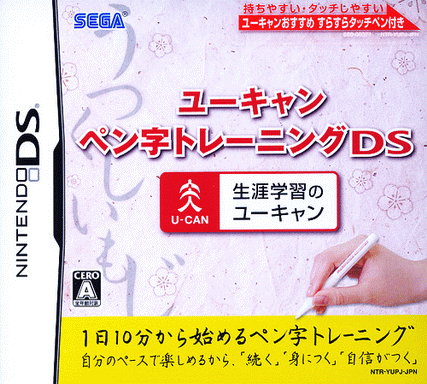 SEGA
持ちやすい・タッチしやすい
ユーキャンおすすめ すらすらタッチペン付き
うつくしいもじ
NINTENDO DS
ユーキャン
ペン字トレーニングDS
U-CAN
生涯学習の
ユーキャン
CERO
A
全年齢対象
1日10分から始めるペン字トレーニング
自分のペースで楽しめるから、「続く」「身につく」「自信がつく」
NTR-YUPJ-JPN